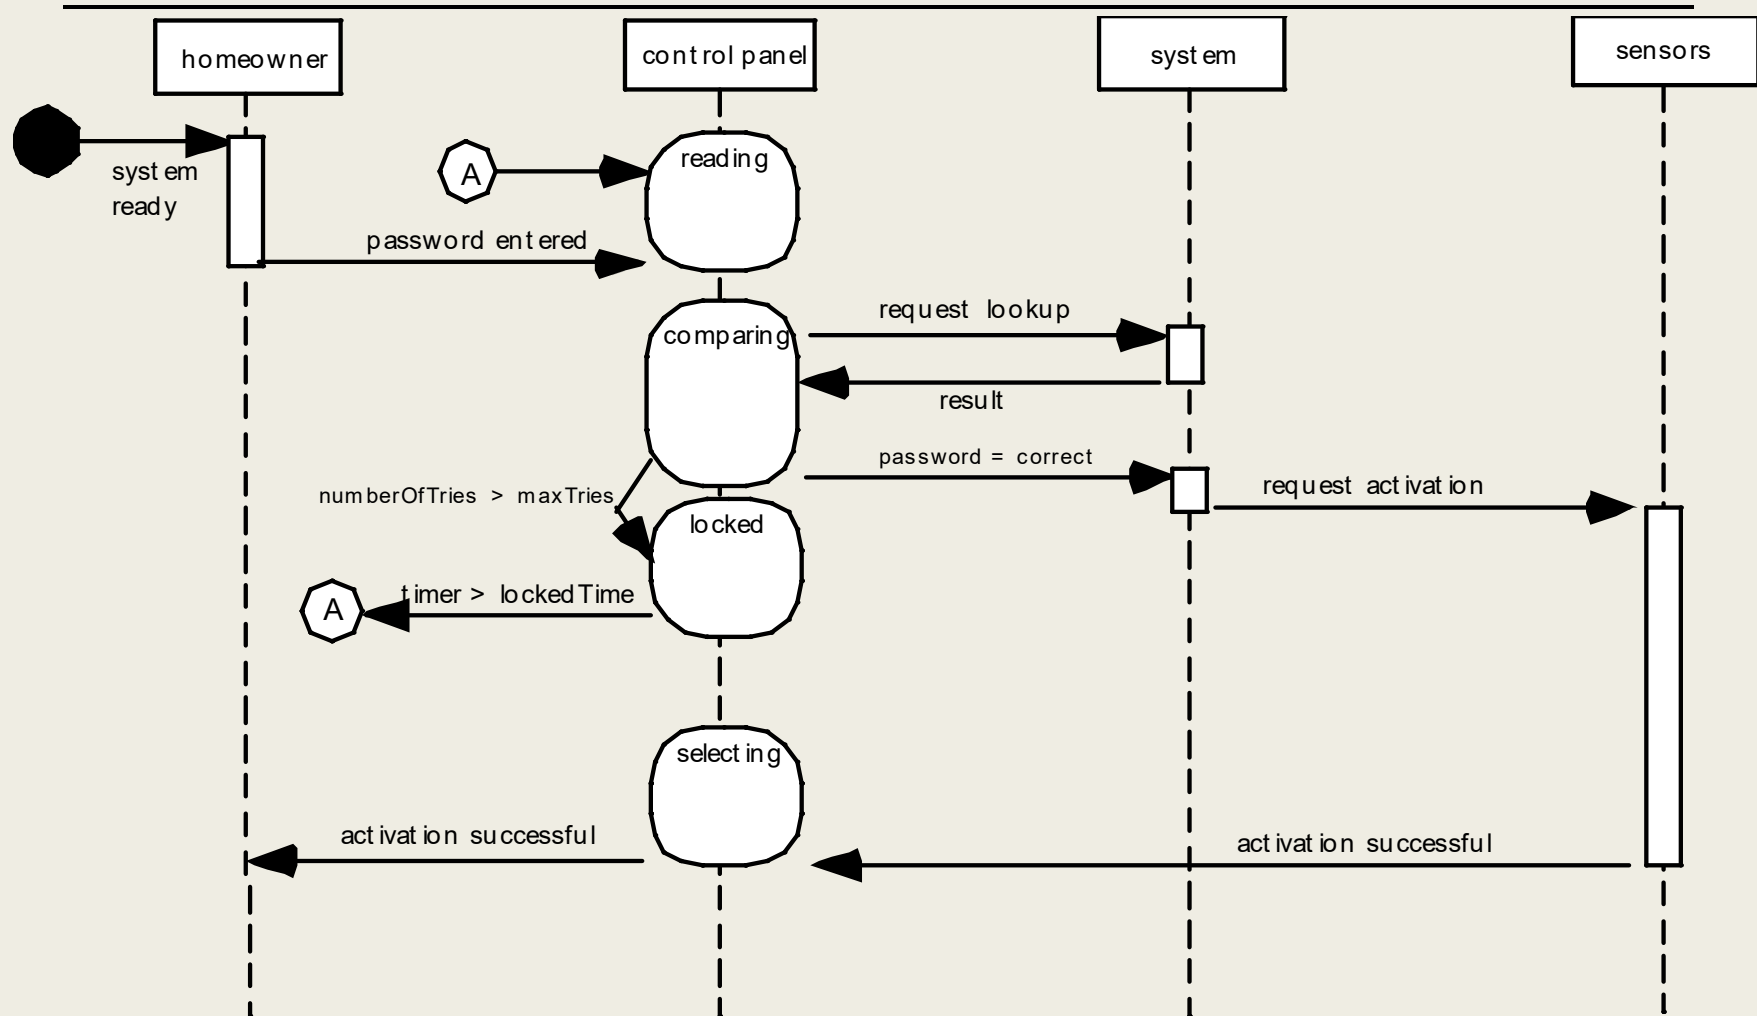 homeowner
control panel
system
sensors
system
ready
A
reading
password entered
request lookup
comparing
result
password = correct
request activation
numberOfTries > maxTries
locked
timer > lockedTime
A
selecting
activation successful
activation successful